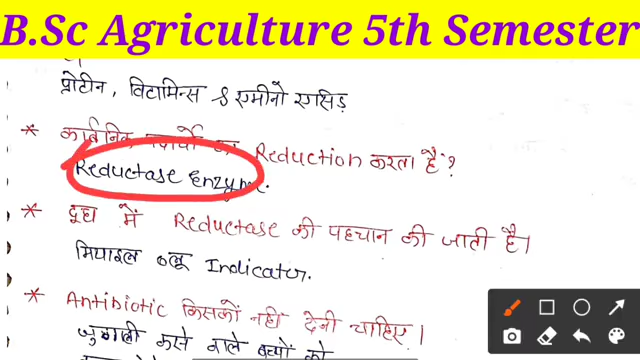 B.Sc Agriculture 5th Semester
प्रोटीन, विटामिन्स & एमीनो एसिड
* कार्बनिक पदार्थो का Reduction करता है?
Reductase Enzyme.
* दूध में Reductase की पहचान की जाती है।
मिथाइल ब्लू Indicator.
* Antibiotic किसकों नही देनी चाहिए।
जुगाली करने वाले बच्चों को